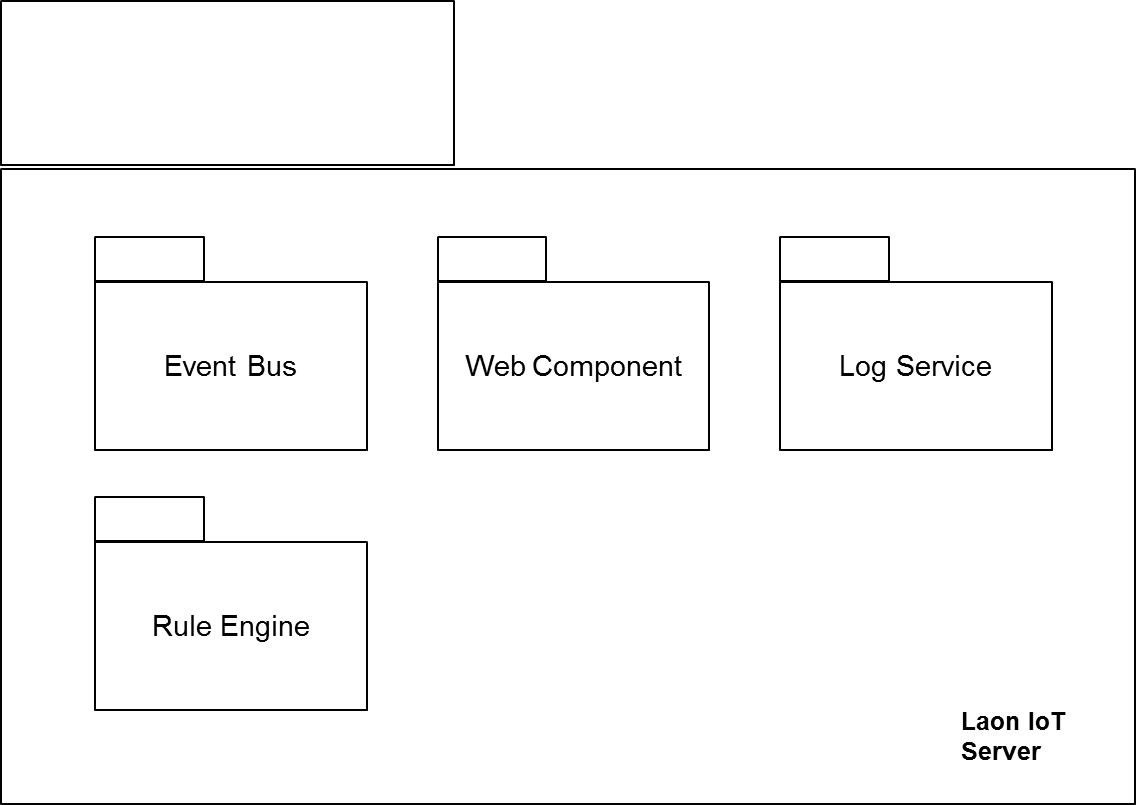 Event Bus
Web Component
Log Service
Rule Engine
Laon IoT
Server